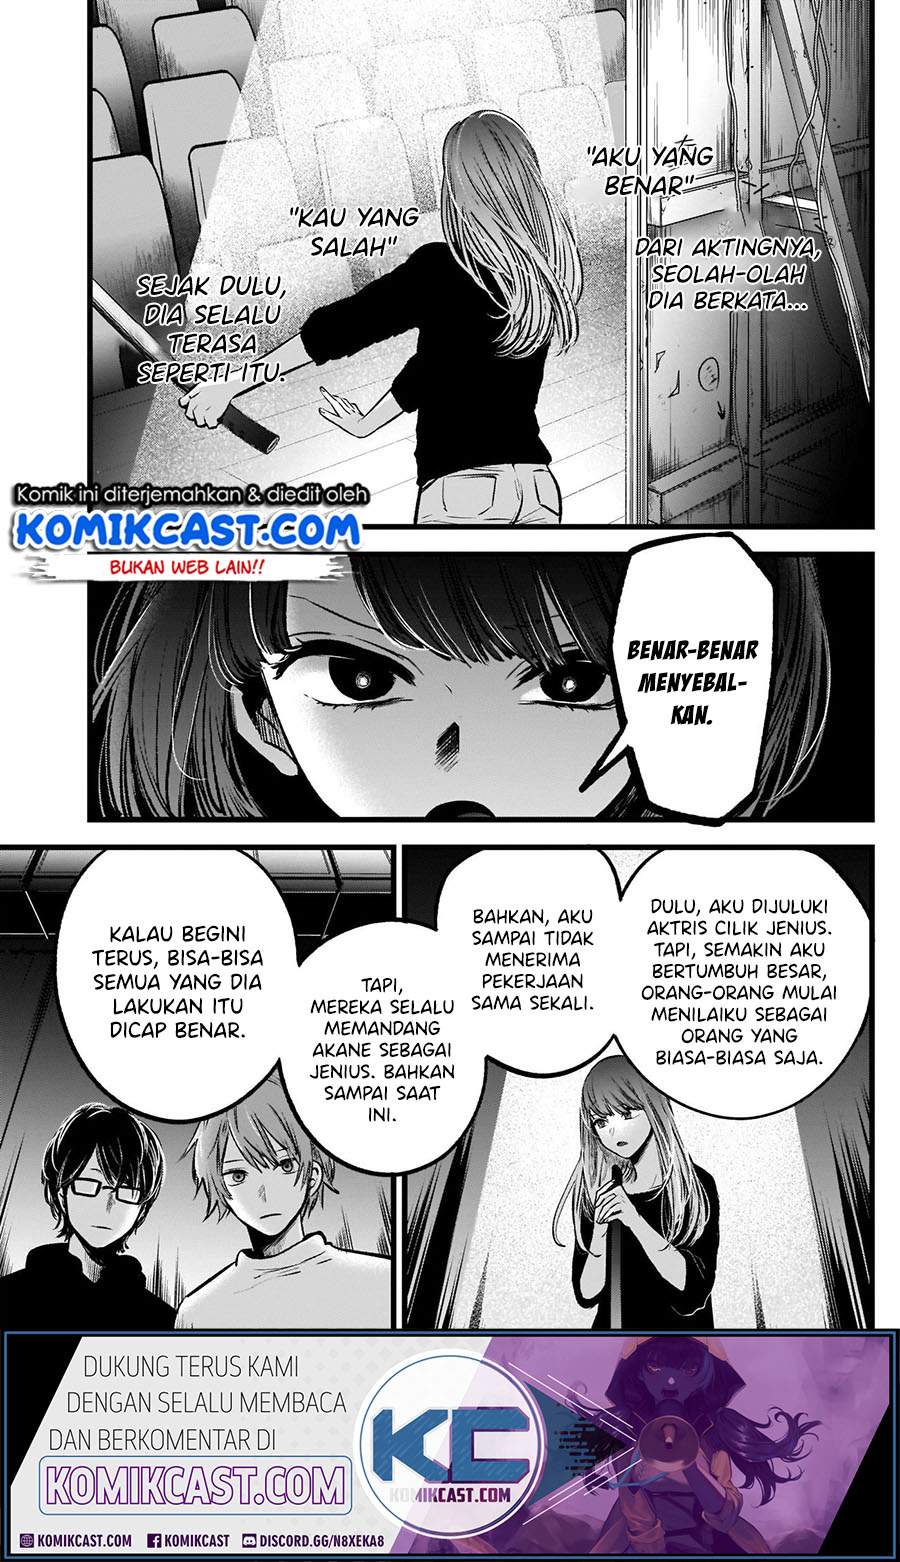 "AKU YANG
BENAR"
DARI AKTINGNYA,
SEOLAH-OLAH
DIA BERKATA...
"KAU YANG
SALAH"
SEJAK DULU,
DIA SELALU
TERASA
SEPERTI ITU.
Komik ini diterjemahkan & diedit oleh
KOMIKCAST.COM
BUKAN WEB LAIN!!
BENAR-BENAR
MENYEBAL-
KAN.
DULU, AKU DIJULUKI
AKTRIS CILIK JENIUS.
TAPI, SEMAKIN AKU
BERTUMBUH BESAR,
ORANG-ORANG MULAI
MENILAIKU SEBAGAI
ORANG YANG
BIASA-BIASA SAJA.
BAHKAN, AKU
SAMPAI TIDAK
MENERIMA
PEKERJAAN
SAMA SEKALI.
TAPI,
MEREKA SELALU
MEMANDANG
AKANE SEBAGAI
JENIUS. BAHKAN
SAMPAI SAAT
INI.
KALAU BEGINI
TERUS, BISA-BISA
SEMUA YANG DIA
LAKUKAN ITU
DICAP BENAR.
DUKUNG TERUS KAMI
DENGAN SELALU MEMBACA
DAN BERKOMENTAR DI
KOMIKCAST.COM
KOMIKCAST.COM
KOMIKCAST
DISCORD.GG/N8XEKA8
KC
KOMIKCAST.COM